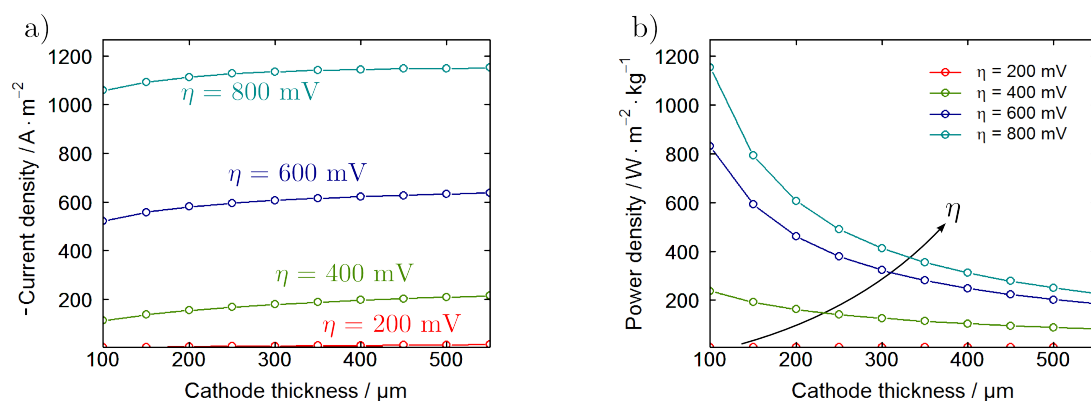 a)
- Current density / A · m⁻²
1200
1000
800
600
400
200
η = 800 mV
η = 600 mV
η = 400 mV
η = 200 mV
100 200 300 400 500
Cathode thickness / μm
b)
Power density / W · m⁻² · kg⁻¹
1200
1000
800
600
400
200
η = 200 mV
η = 400 mV
η = 600 mV
η = 800 mV
η
100 200 300 400 500
Cathode thickness / μm